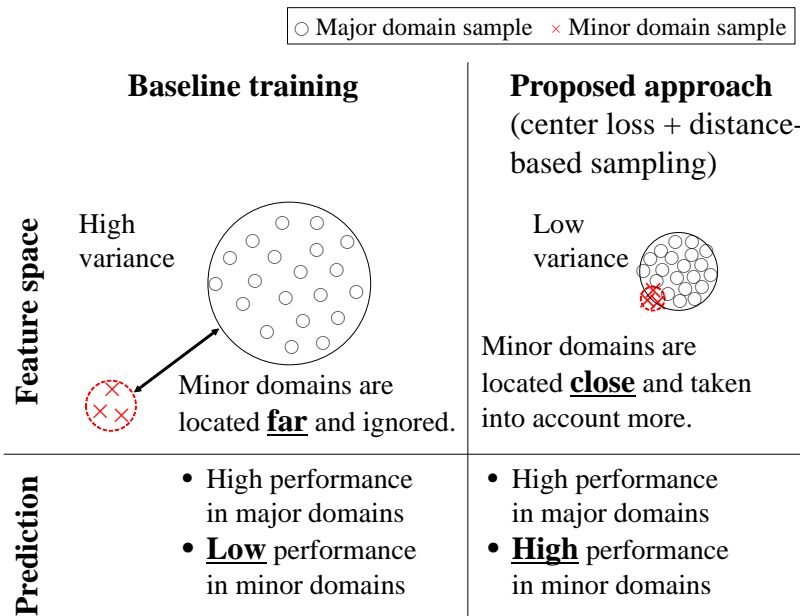 Major domain sample
Minor domain sample
Baseline training
Proposed approach
(center loss + distance-
based sampling)
Feature space
High
variance
Minor domains are
located far and ignored.
Low
variance
Minor domains are
located close and taken
into account more.
Prediction
• High performance
in major domains
• Low performance
in minor domains
• High performance
in major domains
• High performance
in minor domains